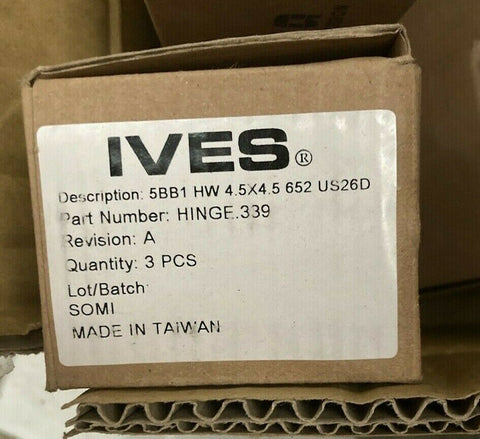 IVES®
Description: 5BB1 HW 4.5X4.5 652 US26D
Part Number: HINGE.339
Revision: A
Quantity: 3 PCS
Lot/Batch
SOMI
MADE IN TAIWAN